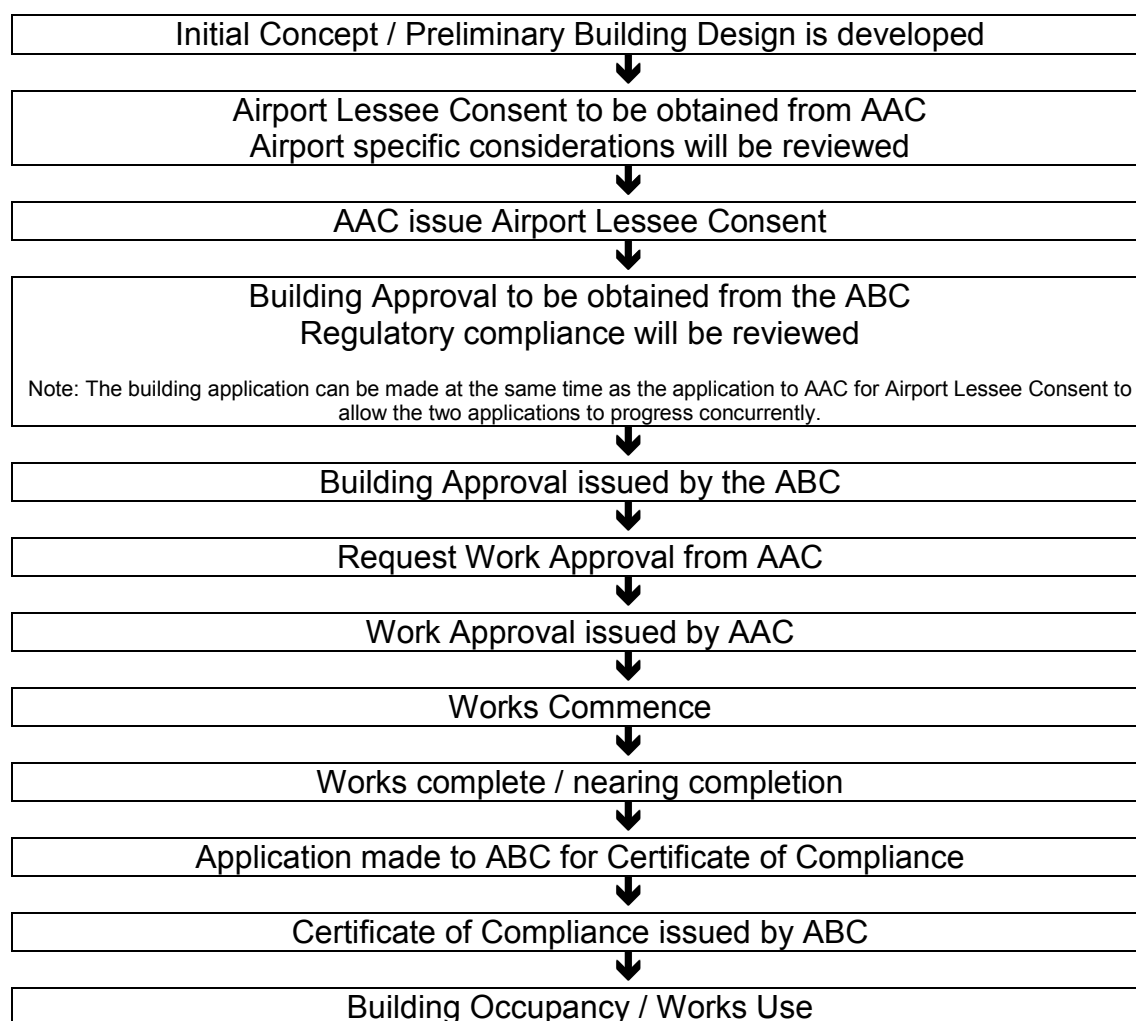 Initial Concept / Preliminary Building Design is developed
Airport Lessee Consent to be obtained from AAC
Airport specific considerations will be reviewed
AAC issue Airport Lessee Consent
Building Approval to be obtained from the ABC
Regulatory compliance will be reviewed
Note: The building application can be made at the same time as the application to AAC for Airport Lessee Consent to
allow the two applications to progress concurrently.
Building Approval issued by the ABC
Request Work Approval from AAC
Work Approval issued by AAC
Works Commence
Works complete / nearing completion
Application made to ABC for Certificate of Compliance
Certificate of Compliance issued by ABC
Building Occupancy / Works Use